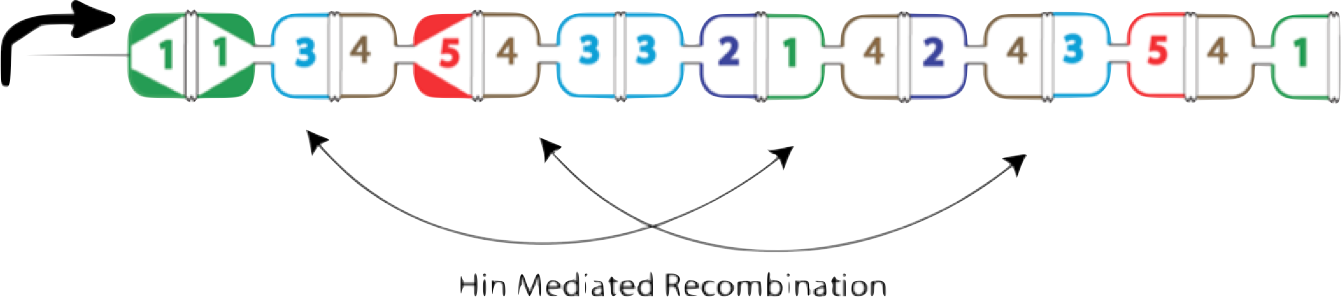 1 1 3 4 5 4 3 3 2 1 4 2 4 3 5 4 1
Hin Mediated Recombination